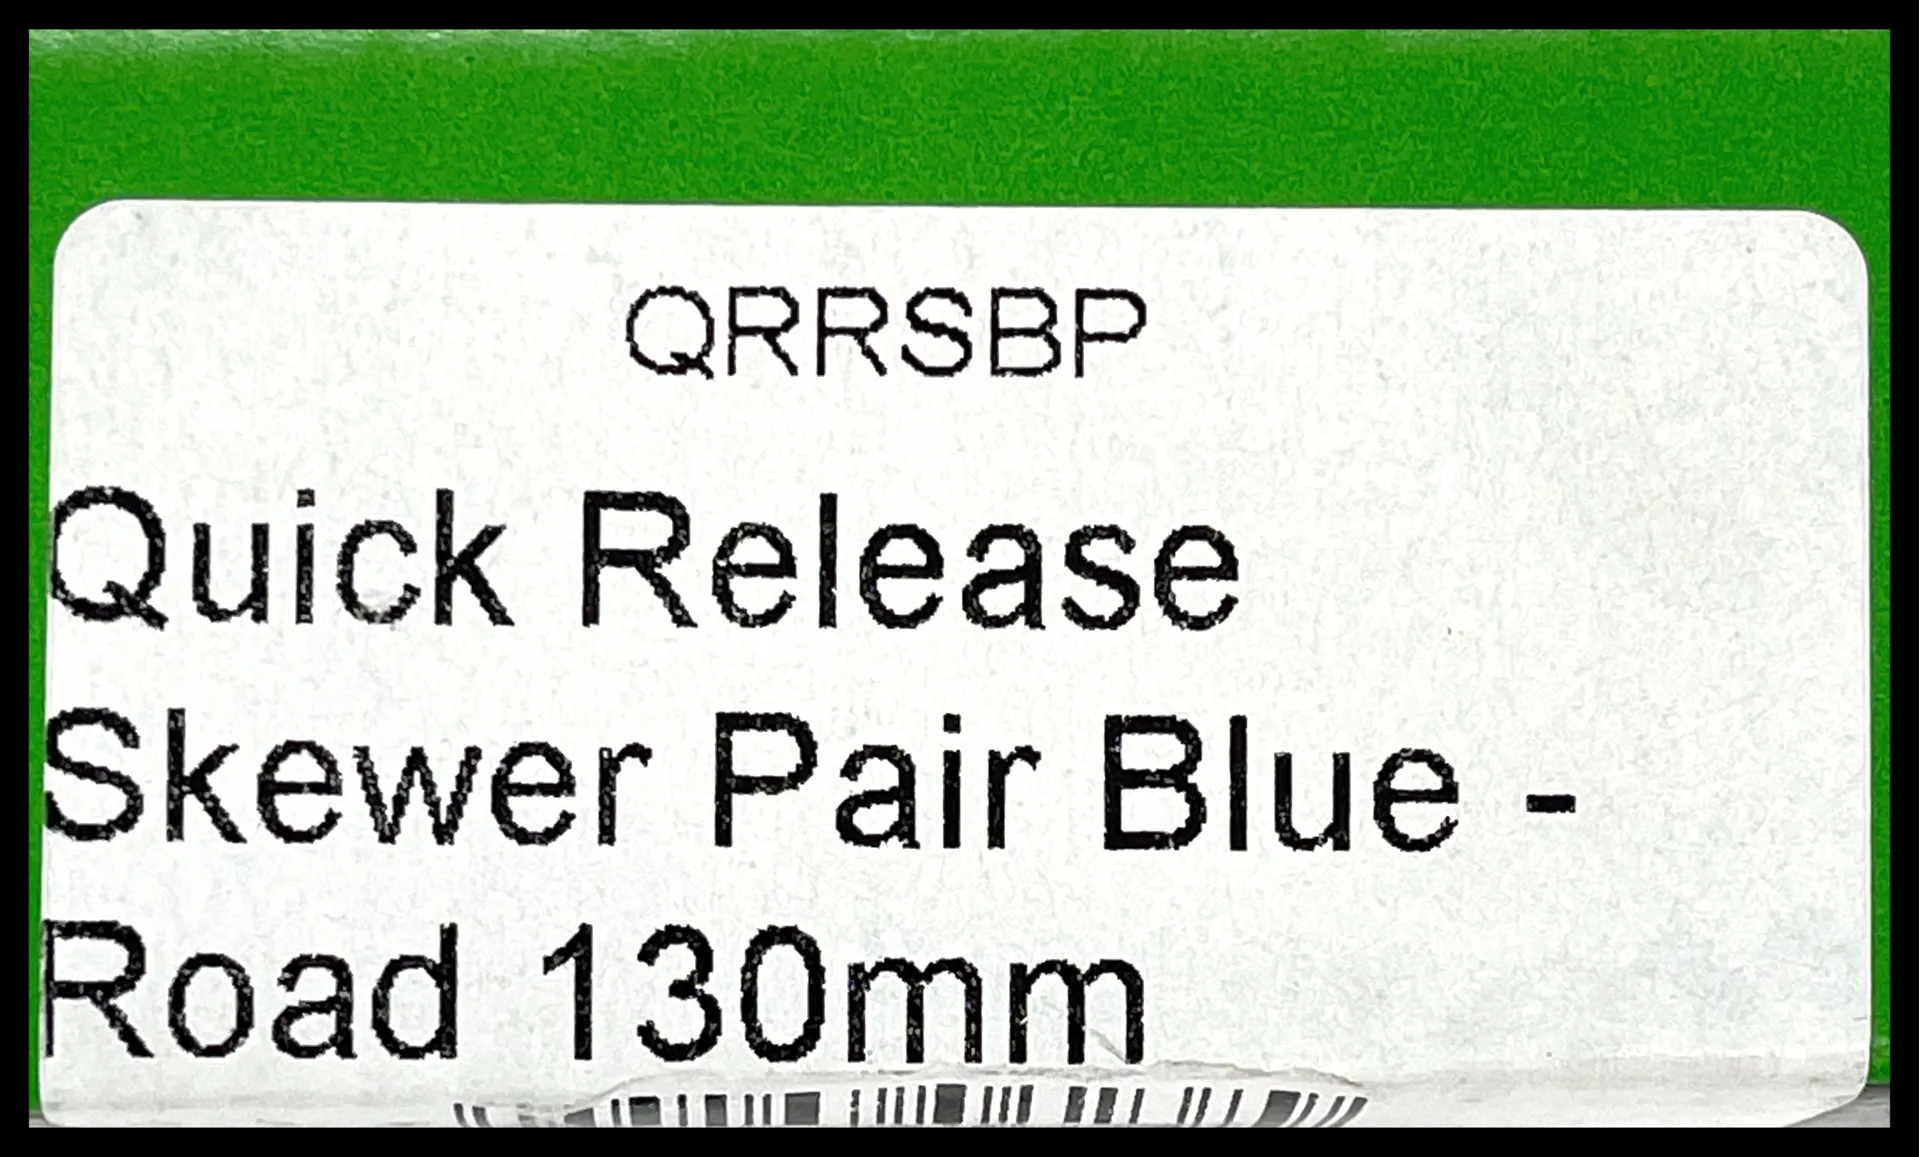 QRRSBP
Quick Release
Skewer Pair Blue -
Road 130mm